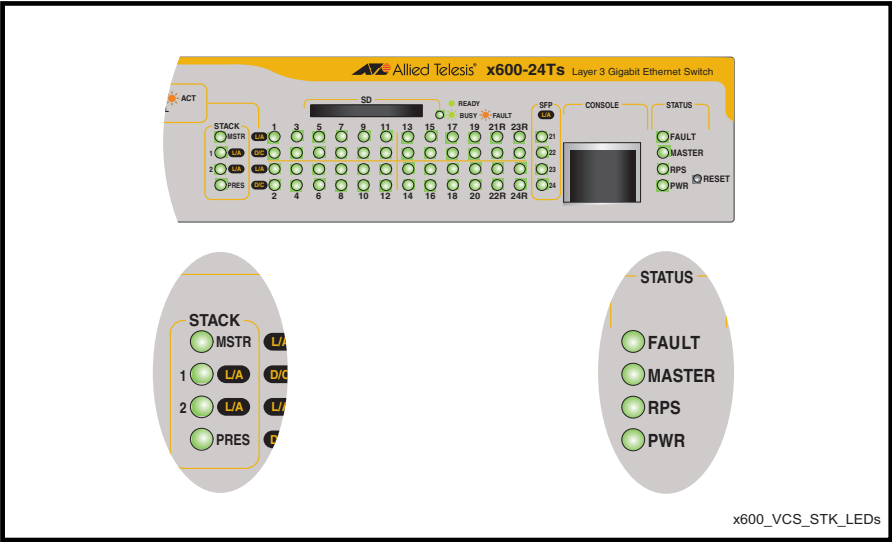 Allied Telesis x600-24Ts Layer 3 Gigabit Ethernet Switch
ACT
L
SD
READY
BUSY FAULT
SFP
L/A
CONSOLE
STATUS
STACK
MSTR L/A
1 L/A D/C
2 L/A L/A
PRES D/C
1 3 5 7 9 11 13 15 17 19 21R 23R
2 4 6 8 10 12 14 16 18 20 22R 24R
21
22
23
24
FAULT
MASTER
RPS
PWR
RESET
STACK
MSTR L/A
1 L/A D/C
2 L/A L/A
PRES D
STATUS
FAULT
MASTER
RPS
PWR
x600_VCS_STK_LEDs